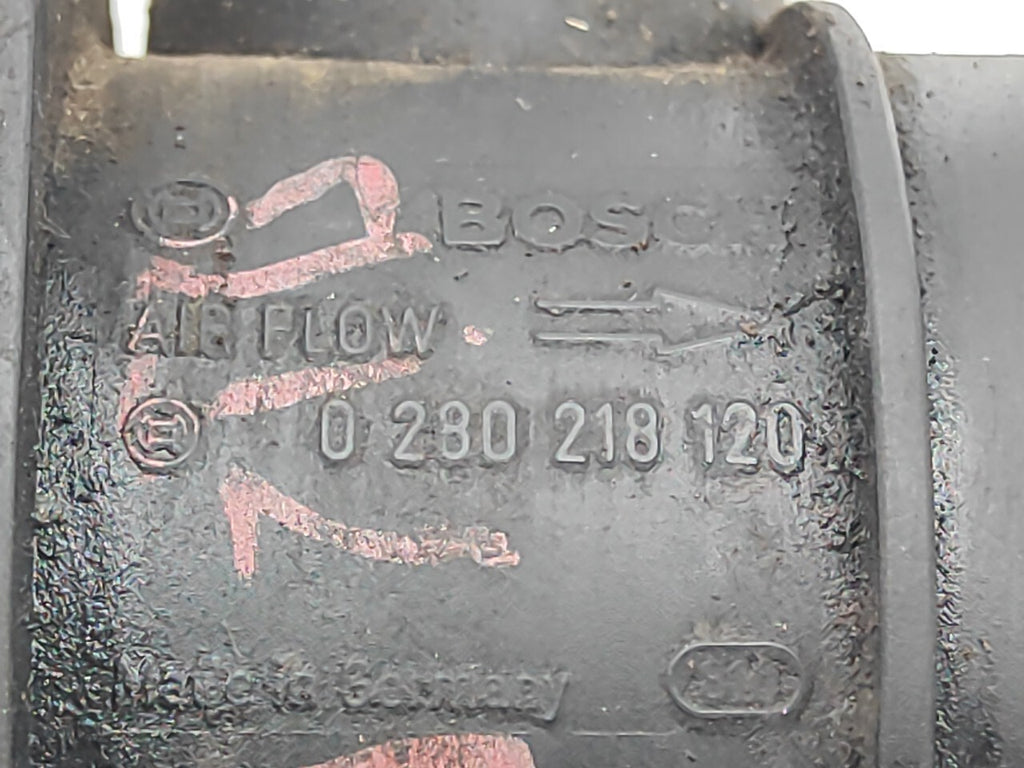 BOSCH
AIR FLOW
0 280 218 120
Made in Germany